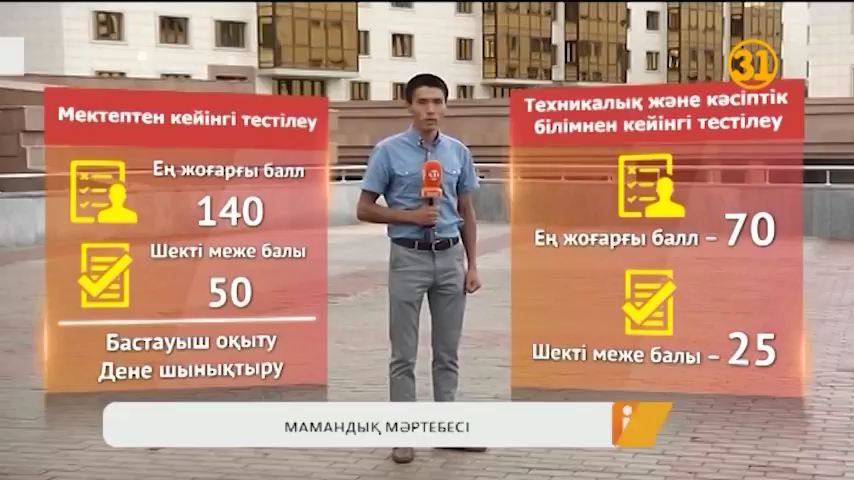 31
Мектептен кейінгі тестілеу
Ең жоғарғы балл
140
Шекті меже балы
50
Бастауыш оқыту
Дене шынықтыру
Техникалық және кәсіптік
білімнен кейінгі тестілеу
Ең жоғарғы балл – 70
Шекті меже балы – 25
31
МАМАНДЫҚ МӘРТЕБЕСІ